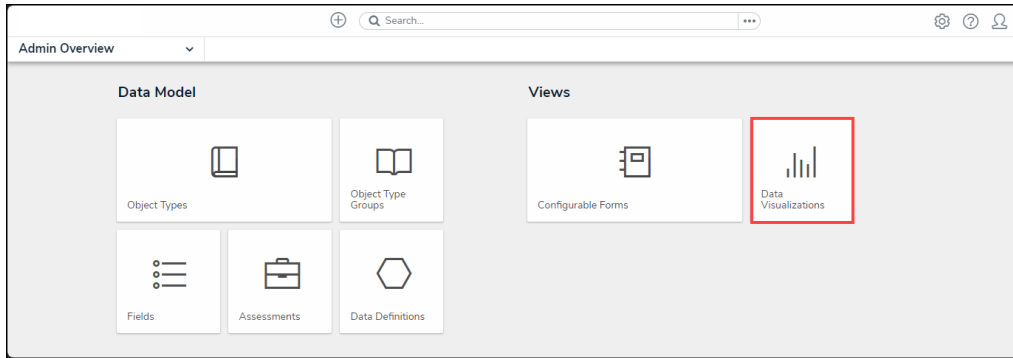 Search...
Admin Overview
Data Model
Views
Object Types
Object Type
Groups
Configurable Forms
Data
Visualizations
Fields
Assessments
Data Definitions